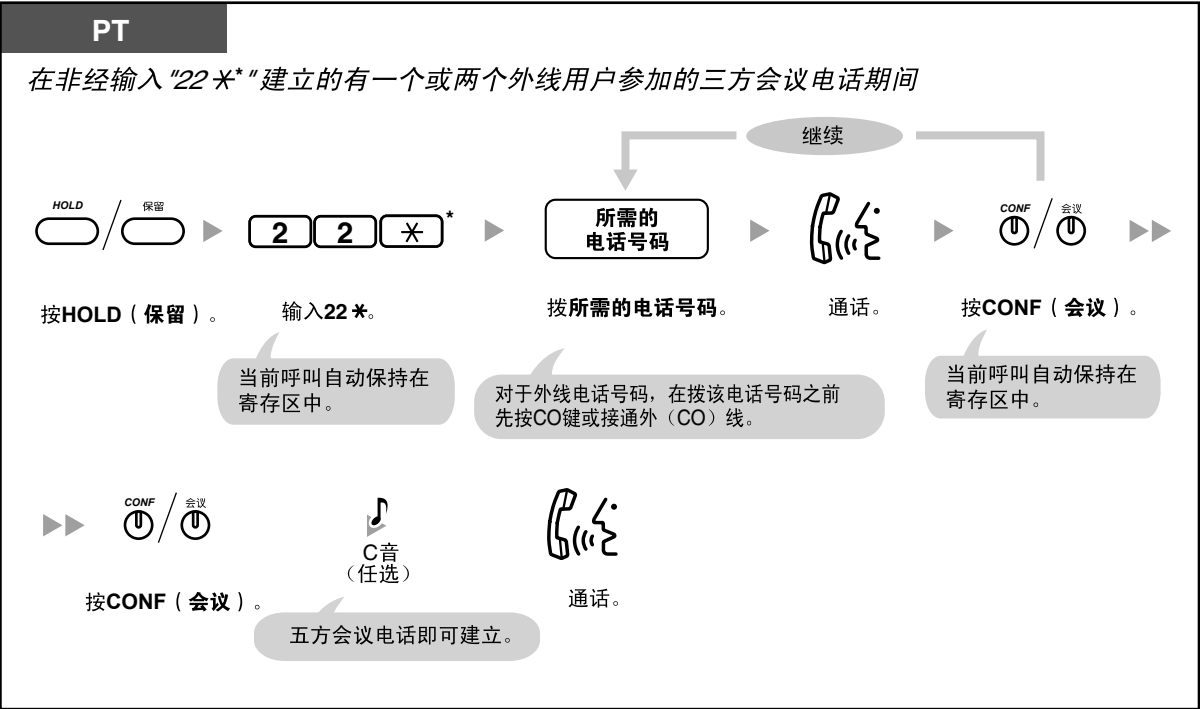 PT
在非经输入"22✳*"建立的有一个或两个外线用户参加的三方会议电话期间
继续
HOLD 保留
2 2 ✳ *
所需的
电话号码
CONF 会议
按HOLD（保留）。
输入22✳。
拨所需的电话号码。
通话。
按CONF（会议）。
当前呼叫自动保持在
寄存区中。
对于外线电话号码，在拨该电话号码之前
先按CO键或接通外（CO）线。
当前呼叫自动保持在
寄存区中。
CONF 会议
C音
（任选）
按CONF（会议）。
通话。
五方会议电话即可建立。